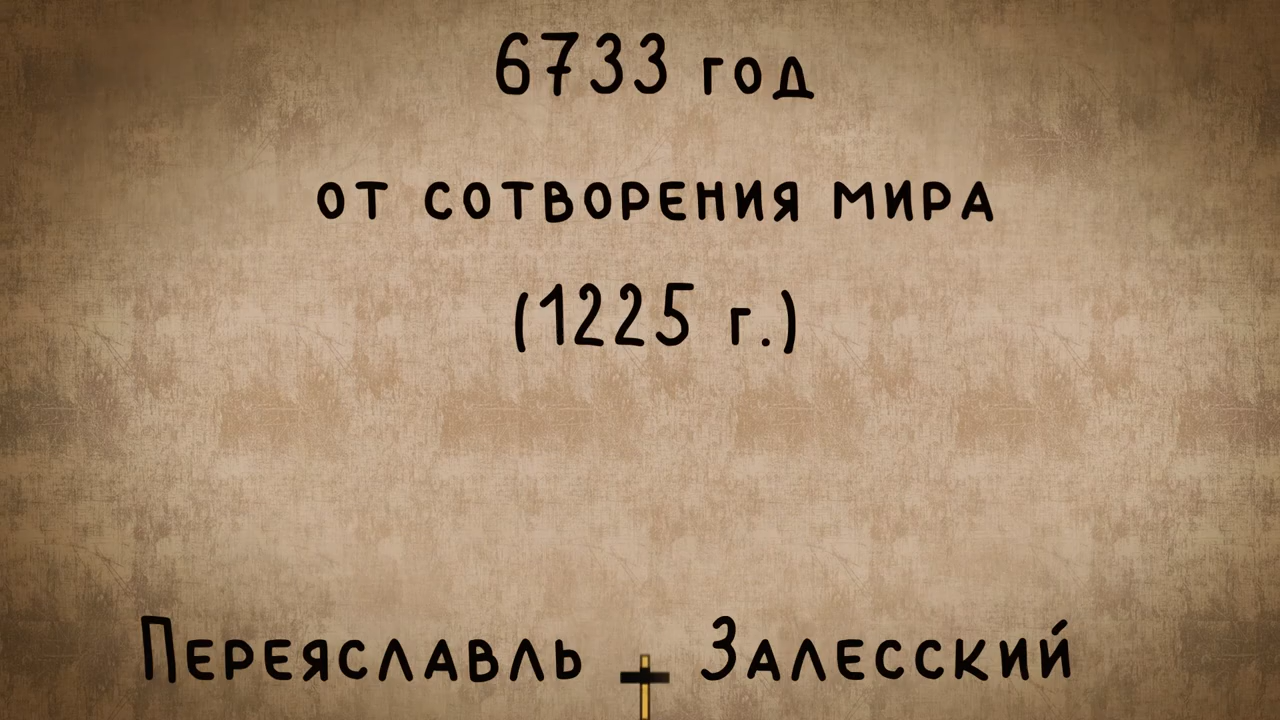 6733 год
от сотворения мира
(1225 г.)
Переяславль Залесский